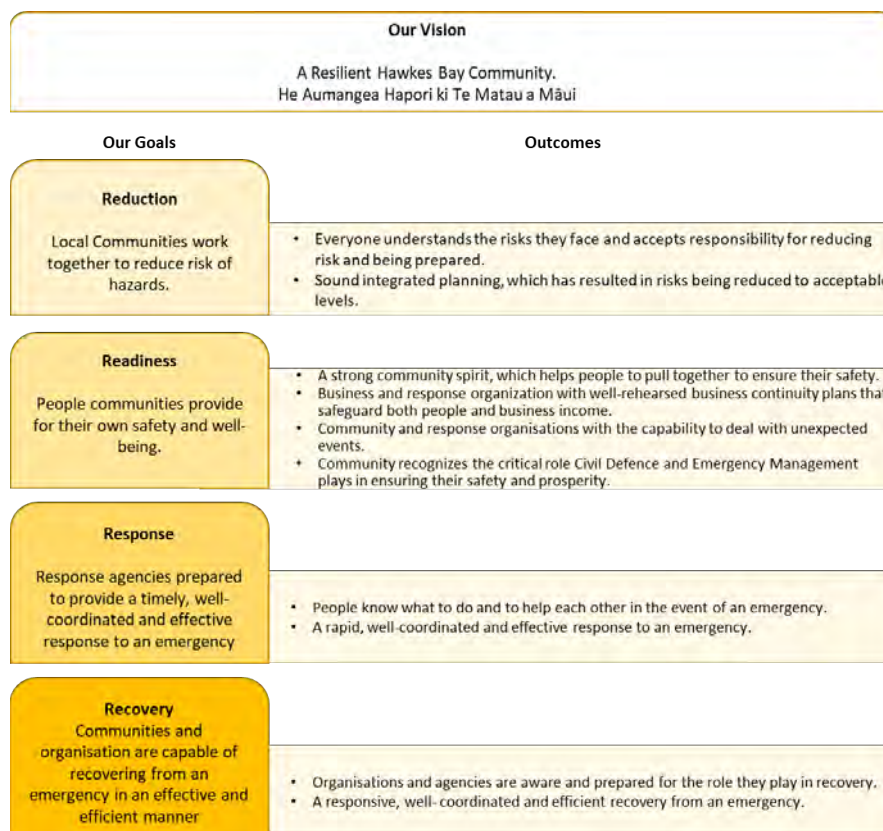 Our Vision
A Resilient Hawkes Bay Community.
He Aumangea Hapori ki Te Matau a Māui
Our Goals
Outcomes
Reduction
Local Communities work
together to reduce risk of
hazards.
• Everyone understands the risks they face and accepts responsibility for reducing
risk and being prepared.
• Sound integrated planning, which has resulted in risks being reduced to acceptable
levels.
Readiness
People communities provide
for their own safety and well-
being.
• A strong community spirit, which helps people to pull together to ensure their safety.
• Business and response organization with well-rehearsed business continuity plans tha
safeguard both people and business income.
• Community and response organisations with the capability to deal with unexpected
events.
• Community recognizes the critical role Civil Defence and Emergency Management
plays in ensuring their safety and prosperity.
Response
Response agencies prepared
to provide a timely, well-
coordinated and effective
response to an emergency
• People know what to do and to help each other in the event of an emergency.
• A rapid, well-coordinated and effective response to an emergency.
Recovery
Communities and
organisation are capable of
recovering from an
emergency in an effective and
efficient manner
• Organisations and agencies are aware and prepared for the role they play in recovery.
• A responsive, well- coordinated and efficient recovery from an emergency.